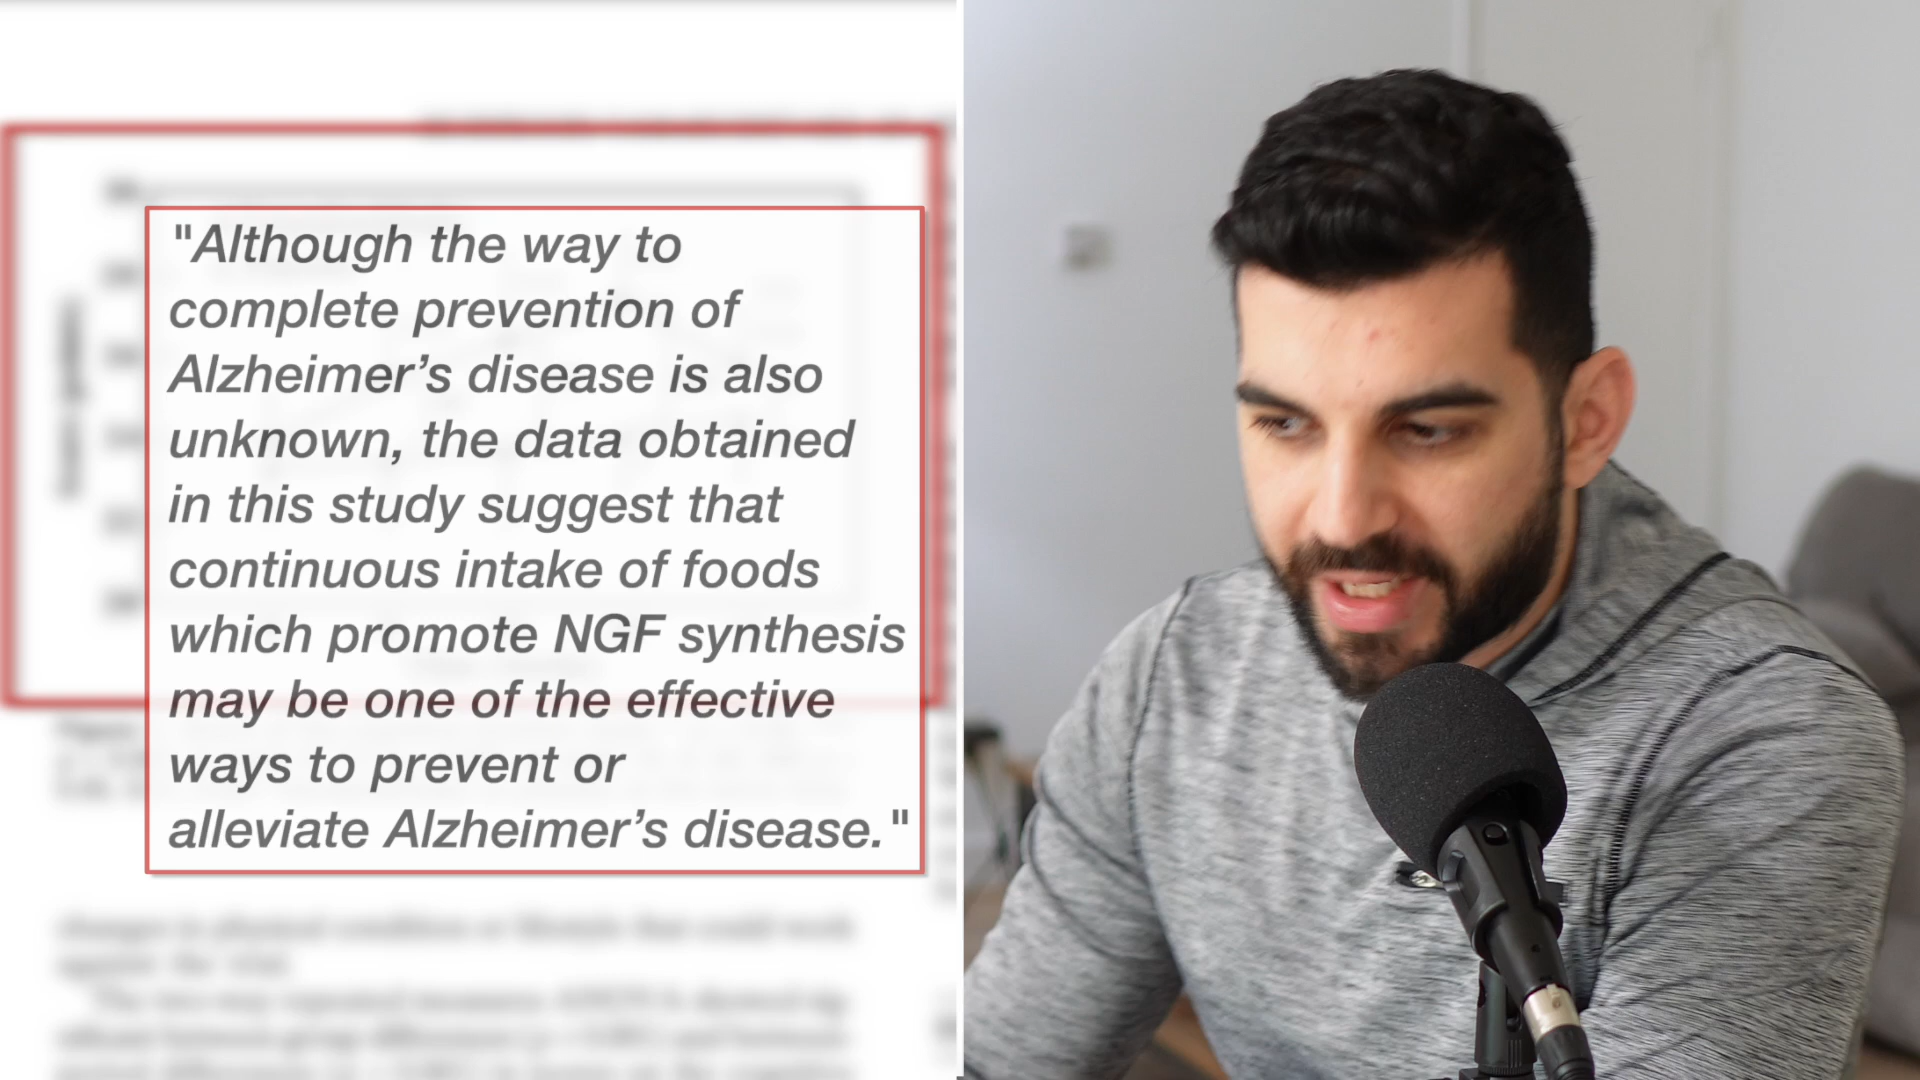 "Although the way to
complete prevention of
Alzheimer’s disease is also
unknown, the data obtained
in this study suggest that
continuous intake of foods
which promote NGF synthesis
may be one of the effective
ways to prevent or
alleviate Alzheimer’s disease."